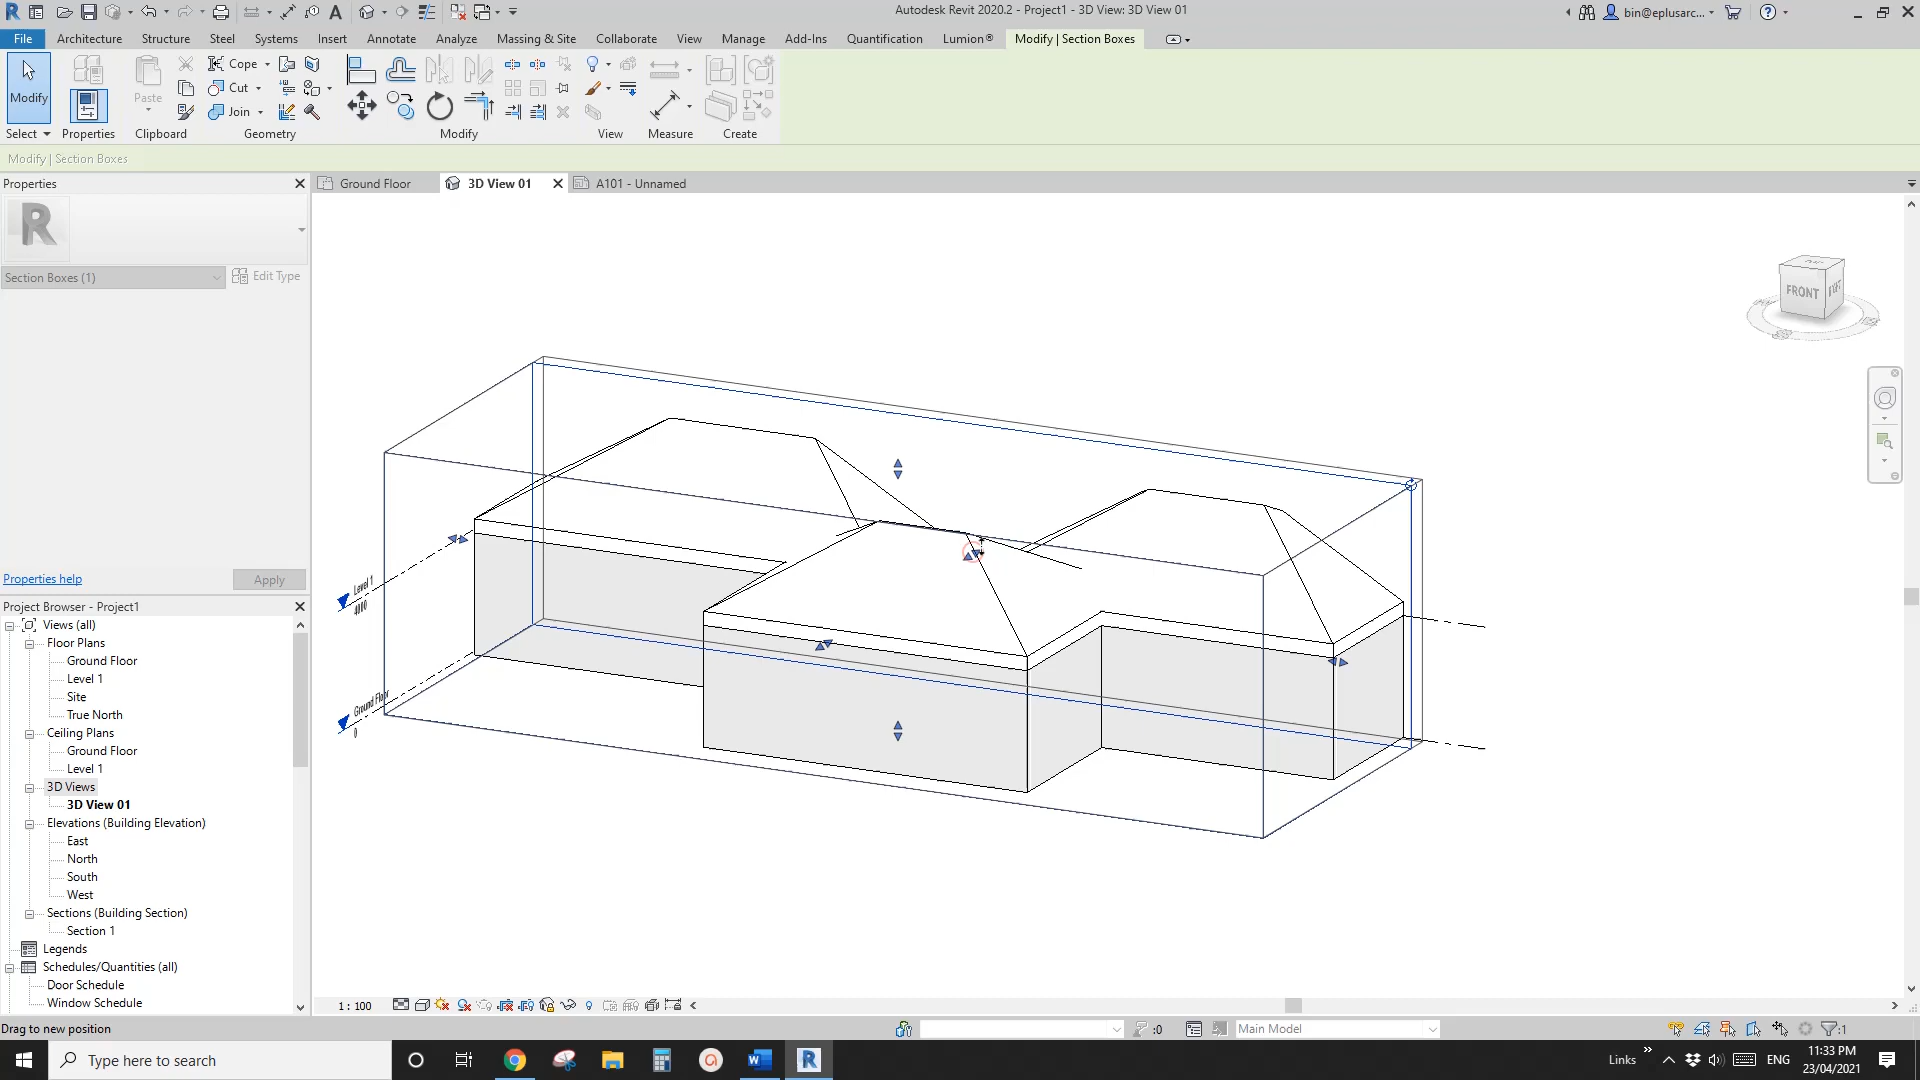 Autodesk Revit 2020.2 - Project1 - 3D View: 3D View 01
bin@eplusarc...
File Architecture Structure Steel Systems Insert Annotate Analyze Massing & Site Collaborate View Manage Add-Ins Quantification Lumion® Modify | Section Boxes
Modify
Paste
Cope
Cut
Join
Select Properties Clipboard Geometry Modify View Measure Create
Modify | Section Boxes
Properties
Ground Floor
3D View 01
A101 - Unnamed
R
Section Boxes (1)
Edit Type
FRONT
Level 1
4000
Ground Floor
0
Properties help
Apply
Project Browser - Project1
Views (all)
Floor Plans
Ground Floor
Level 1
Site
True North
Ceiling Plans
Ground Floor
Level 1
3D Views
3D View 01
Elevations (Building Elevation)
East
North
South
West
Sections (Building Section)
Section 1
Legends
Schedules/Quantities (all)
Door Schedule
Window Schedule
1 : 100
Drag to new position
:0
Main Model
:1
Type here to search
Links
ENG
11:33 PM
23/04/2021